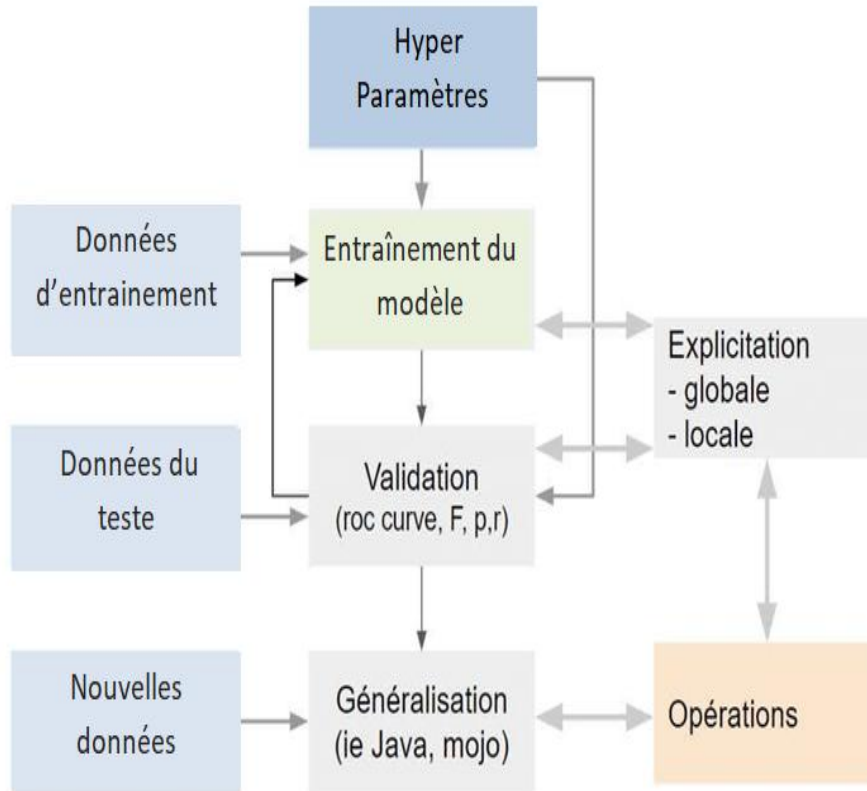 Hyper
Paramètres
Données
d'entrainement
Entraînement du
modèle
Explicitation
- globale
- locale
Données du
teste
Validation
(roc curve, F, p,r)
Nouvelles
données
Généralisation
(ie Java, mojo)
Opérations